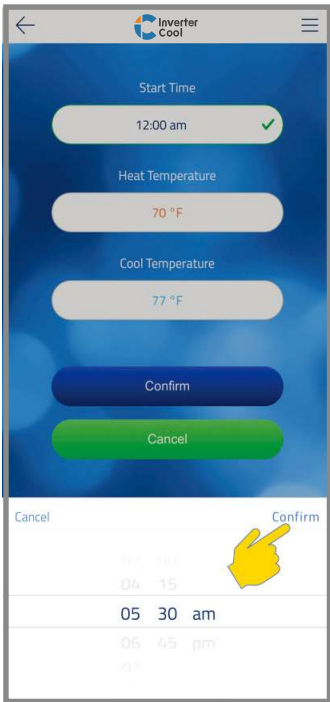 Inverter
Cool
Start Time
12:00 am
Heat Temperature
70 °F
Cool Temperature
77 °F
Confirm
Cancel
Cancel Confirm
04 15
05 30 am
06 45 pm
07